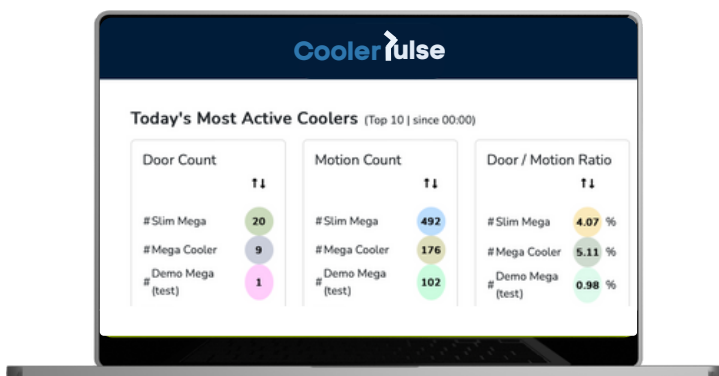 CoolerPulse
Today's Most Active Coolers (Top 10 | since 00:00)
Door Count
#Slim Mega 20
#Mega Cooler 9
# Demo Mega (test) 1
Motion Count
#Slim Mega 492
#Mega Cooler 176
# Demo Mega (test) 102
Door / Motion Ratio
#Slim Mega 4.07 %
#Mega Cooler 5.11 %
# Demo Mega (test) 0.98 %